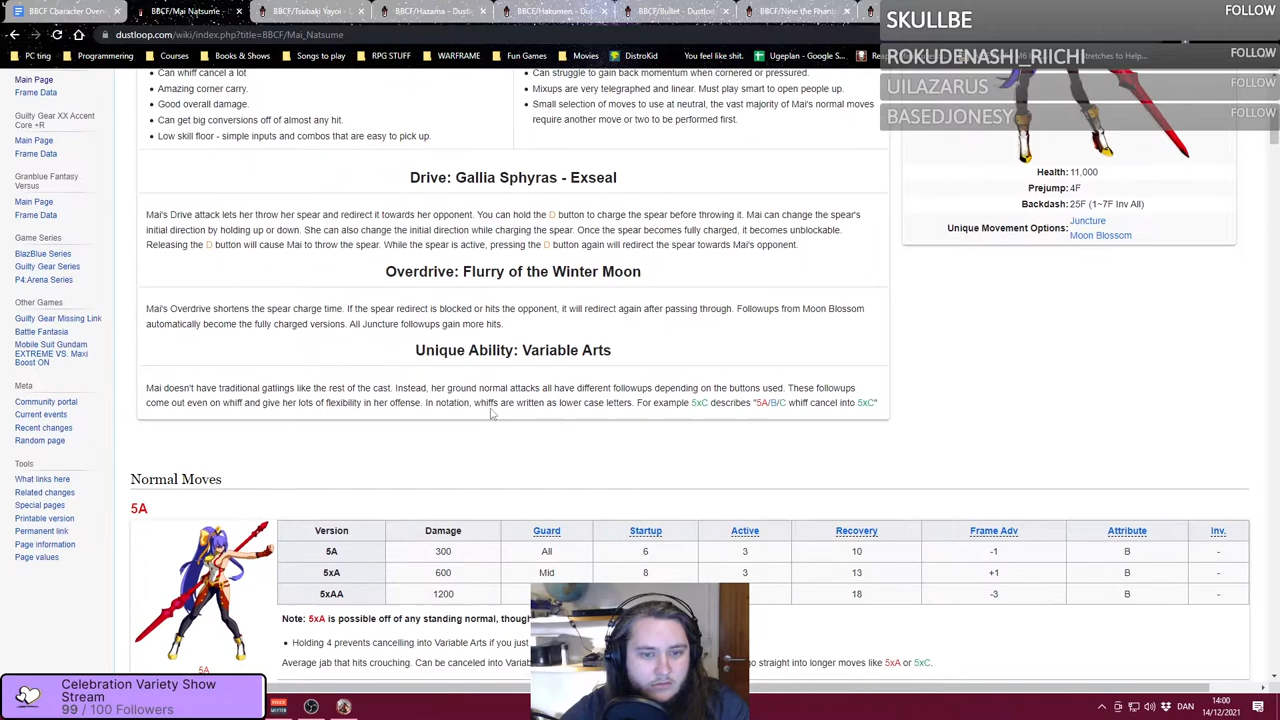 BBCF Character Over
BBCF/Mai Natsume -
BBCF/Tsubaki Yayoi -
BBCF/Hazama - Dustlo
BBCF/Hakumen - Dus
BBCF/Bullet - Dustloo
BBCF/Nine the Phant
dustloop.com/wiki/index.php?title=BBCF/Mai_Natsume
PC ting
Programmering
Courses
Books & Shows
Songs to play
RPG STUFF
WARFRAME
Fun Games
Movies
DistroKid
You feel like shit.
Ugeplan - Google S...
SKULLBE FOLLOW
ROKUDENASHI_RIICHI FOLLOW
UILAZARUS FOLLOW
BASEDJONESY FOLLOW
Main Page
Frame Data
Guilty Gear XX Accent
Core +R
Main Page
Frame Data
Granblue Fantasy
Versus
Main Page
Frame Data
Game Series
BlazBlue Series
Guilty Gear Series
P4:Arena Series
Other Games
Guilty Gear Missing Link
Battle Fantasia
Mobile Suit Gundam
EXTREME VS. Maxi
Boost ON
Meta
Community portal
Current events
Recent changes
Random page
Tools
What links here
Related changes
Special pages
Printable version
Permanent link
Page information
Page values
Can whiff cancel a lot
Amazing corner carry.
Good overall damage.
Can get big conversions off of almost any hit.
Low skill floor - simple inputs and combos that are easy to pick up.
Can struggle to gain back momentum when cornered or pressured.
Mixups are very telegraphed and linear. Must play smart to open people up.
Small selection of moves to use at neutral, the vast majority of Mai's normal moves
require another move or two to be performed first.
Health: 11,000
Prejump: 4F
Backdash: 25F (1~7F Inv All)
Unique Movement Options: Juncture
Moon Blossom
Drive: Gallia Sphyras - Exseal
Mai's Drive attack lets her throw her spear and redirect it towards her opponent. You can hold the D button to charge the spear before throwing it. Mai can change the spear's
initial direction by holding up or down. She can also change the initial direction while charging the spear. Once the spear becomes fully charged, it becomes unblockable.
Releasing the D button will cause Mai to throw the spear. While the spear is active, pressing the D button again will redirect the spear towards Mai's opponent.
Overdrive: Flurry of the Winter Moon
Mai's Overdrive shortens the spear charge time. If the spear redirect is blocked or hits the opponent, it will redirect again after passing through. Followups from Moon Blossom
automatically become the fully charged versions. All Juncture followups gain more hits.
Unique Ability: Variable Arts
Mai doesn't have traditional gatlings like the rest of the cast. Instead, her ground normal attacks all have different followups depending on the buttons used. These followups
come out even on whiff and give her lots of flexibility in her offense. In notation, whiffs are written as lower case letters. For example 5xC describes "5A/B/C whiff cancel into 5xC"
Normal Moves
5A
Version Damage Guard Startup Active Recovery Frame Adv Attribute Inv.
5A 300 All 6 3 10 -1 B -
5xA 600 Mid 8 3 13 +1 B -
5xAA 1200 18 -3 B -
Note: 5xA is possible off of any standing normal, though
Holding 4 prevents cancelling into Variable Arts if you just
Average jab that hits crouching. Can be canceled into Variab
o straight into longer moves like 5xA or 5xC.
5A
Celebration Variety Show
Stream
99 / 100 Followers
DAN
14:00
14/12/2021